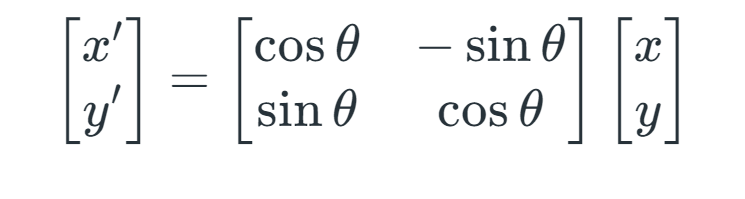 [x′ y′] = [cos θ − sin θ sin θ cos θ] [x y]